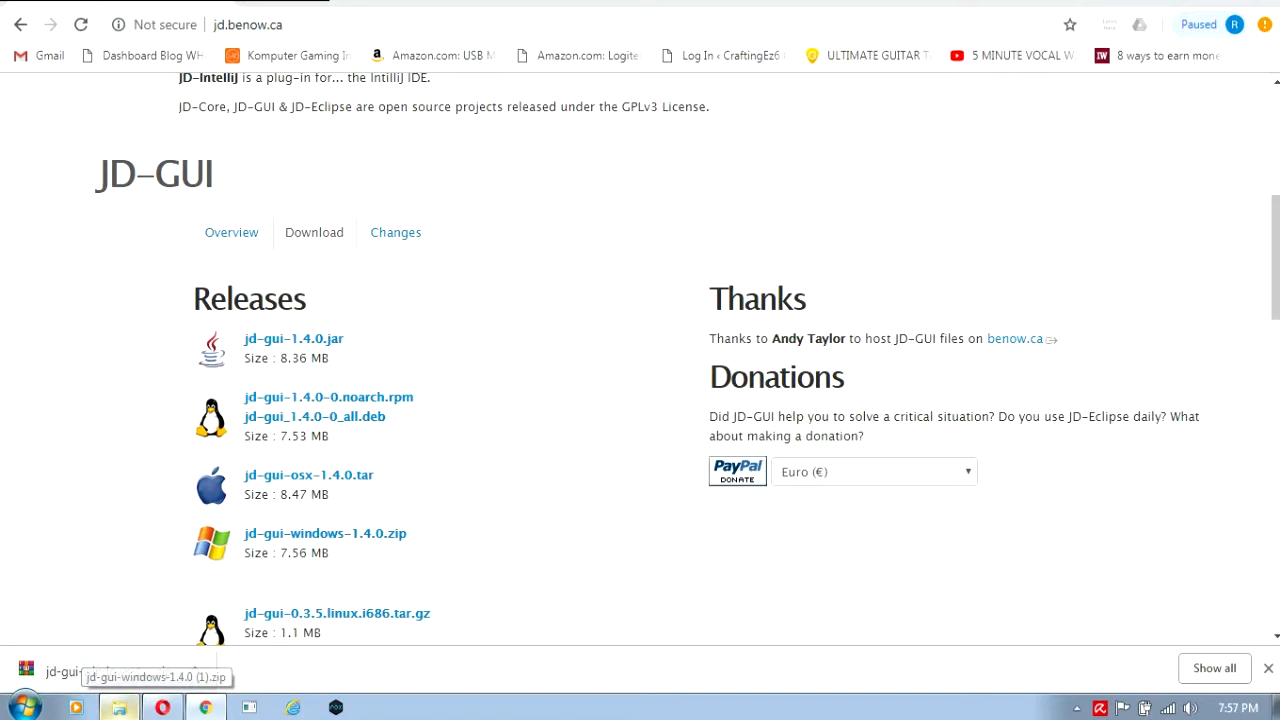 Not secure jd.benow.ca Paused R
Gmail Dashboard Blog WH Komputer Gaming In Amazon.com: USB M Amazon.com: Logite Log In ‹ CraftingEz6 ULTIMATE GUITAR T 5 MINUTE VOCAL W IW 8 ways to earn mone
JD-IntelliJ is a plug-in for... the IntilliJ IDE.
JD-Core, JD-GUI & JD-Eclipse are open source projects released under the GPLv3 License.
JD-GUI
Overview Download Changes
Releases
jd-gui-1.4.0.jar
Size : 8.36 MB
jd-gui-1.4.0-0.noarch.rpm
jd-gui_1.4.0-0_all.deb
Size : 7.53 MB
jd-gui-osx-1.4.0.tar
Size : 8.47 MB
jd-gui-windows-1.4.0.zip
Size : 7.56 MB
jd-gui-0.3.5.linux.i686.tar.gz
Size : 1.1 MB
Thanks
Thanks to Andy Taylor to host JD-GUI files on benow.ca
Donations
Did JD-GUI help you to solve a critical situation? Do you use JD-Eclipse daily? What
about making a donation?
PayPal
DONATE
Euro (€)
jd-gui-
jd-gui-windows-1.4.0 (1).zip
Show all
7:57 PM